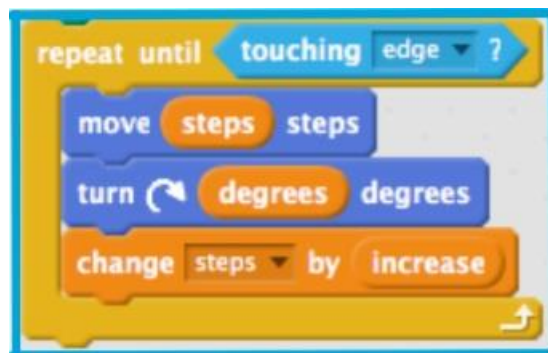 repeat until touching edge ?
move steps steps
turn degrees degrees
change steps by increase